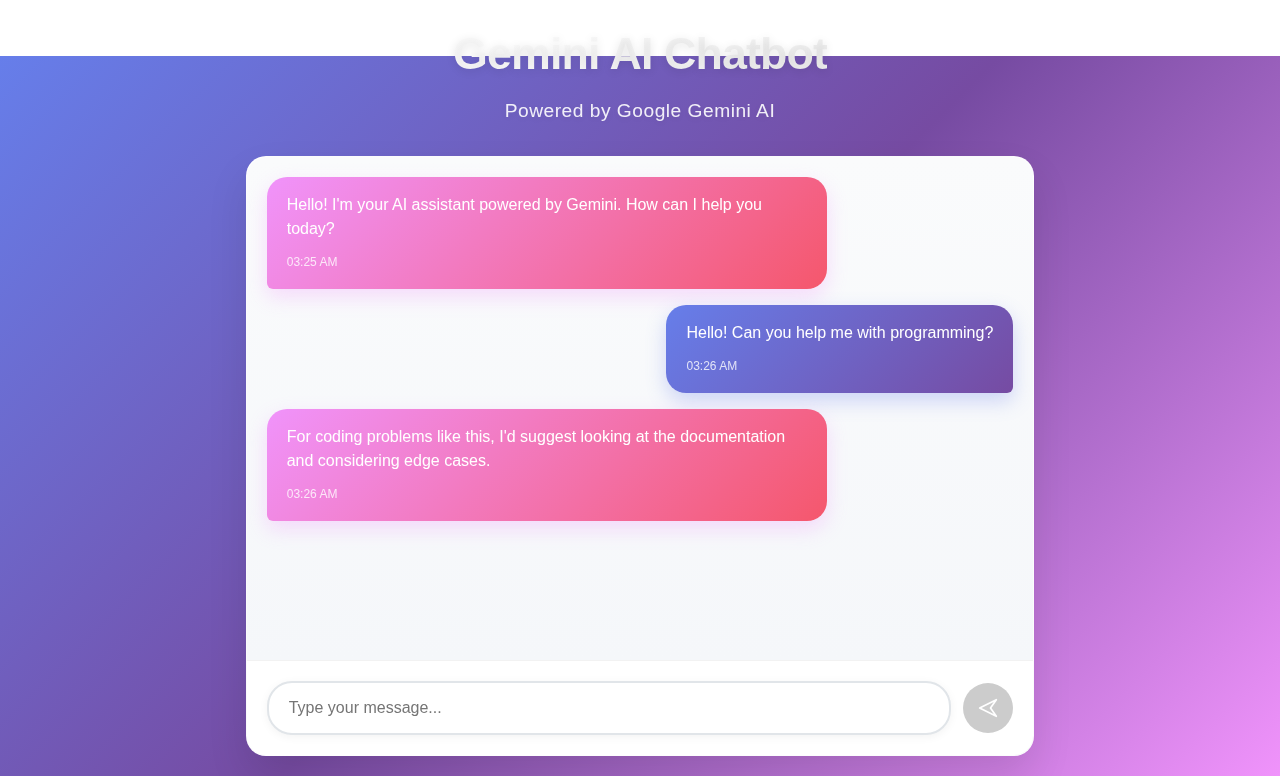 Gemini AI Chatbot
Powered by Google Gemini AI
Hello! I'm your AI assistant powered by Gemini. How can I help you
today?
03:25 AM
Hello! Can you help me with programming?
03:26 AM
For coding problems like this, I'd suggest looking at the documentation
and considering edge cases.
03:26 AM
Type your message...